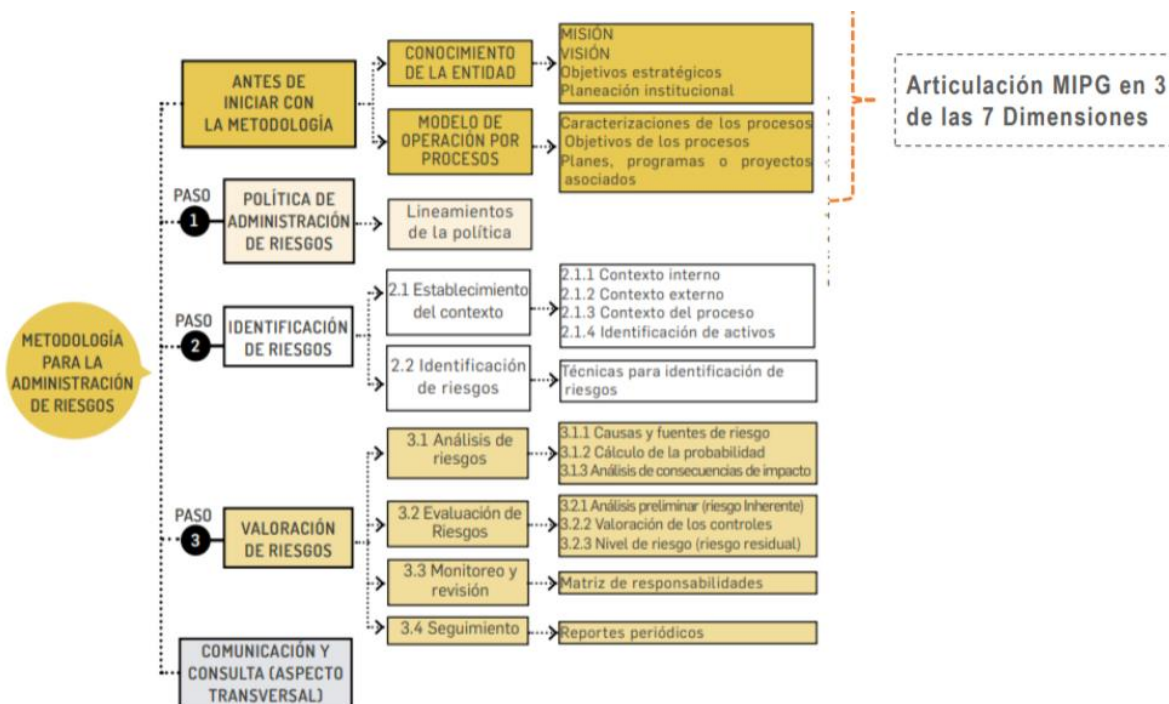 METODOLOGÍA
PARA LA
ADMINISTRACIÓN
DE RIESGOS
ANTES DE
INICIAR CON
LA METODOLOGÍA
CONOCIMIENTO
DE LA ENTIDAD
MISIÓN
VISIÓN
Objetivos estratégicos
Planeación institucional
MODELO DE
OPERACIÓN POR
PROCESOS
Caracterizaciones de los procesos
Objetivos de los procesos
Planes, programas o proyectos
asociados
Articulación MIPG en 3
de las 7 Dimensiones
PASO
1
POLÍTICA DE
ADMINISTRACIÓN
DE RIESGOS
Lineamientos
de la política
PASO
2
IDENTIFICACIÓN
DE RIESGOS
2.1 Establecimiento
del contexto
2.1.1 Contexto interno
2.1.2 Contexto externo
2.1.3 Contexto del proceso
2.1.4 Identificación de activos
2.2 Identificación
de riesgos
Técnicas para identificación de
riesgos
PASO
3
VALORACIÓN
DE RIESGOS
3.1 Análisis de
riesgos
3.1.1 Causas y fuentes de riesgo
3.1.2 Cálculo de la probabilidad
3.1.3 Análisis de consecuencias de impacto
3.2 Evaluación de
Riesgos
3.2.1 Análisis preliminar (riesgo Inherente)
3.2.2 Valoración de los controles
3.2.3 Nivel de riesgo (riesgo residual)
3.3 Monitoreo y
revisión
Matriz de responsabilidades
3.4 Seguimiento
Reportes periódicos
COMUNICACIÓN Y
CONSULTA (ASPECTO
TRANSVERSAL)